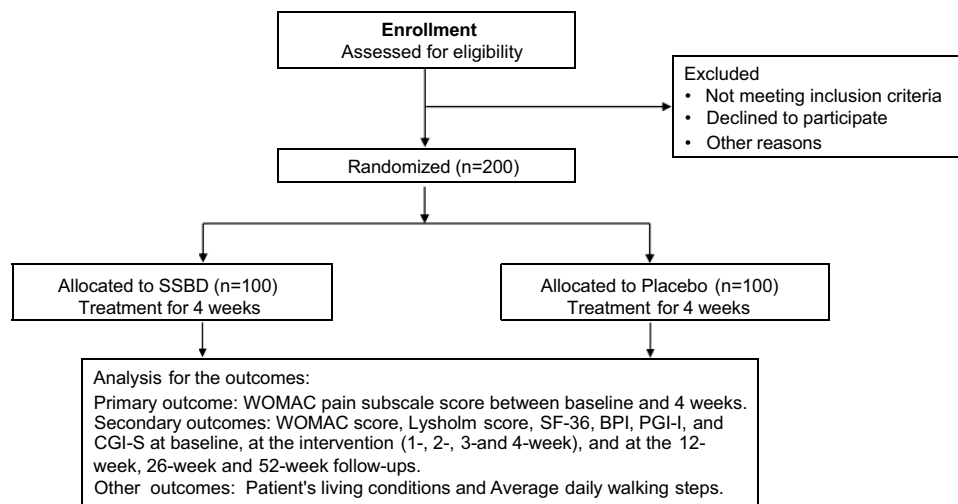 Enrollment
Assessed for eligibility
Excluded
• Not meeting inclusion criteria
• Declined to participate
• Other reasons
Randomized (n=200)
Allocated to SSBD (n=100)
Treatment for 4 weeks
Allocated to Placebo (n=100)
Treatment for 4 weeks
Analysis for the outcomes:
Primary outcome: WOMAC pain subscale score between baseline and 4 weeks.
Secondary outcomes: WOMAC score, Lysholm score, SF-36, BPI, PGI-I, and
CGI-S at baseline, at the intervention (1-, 2-, 3-and 4-week), and at the 12-
week, 26-week and 52-week follow-ups.
Other outcomes: Patient's living conditions and Average daily walking steps.